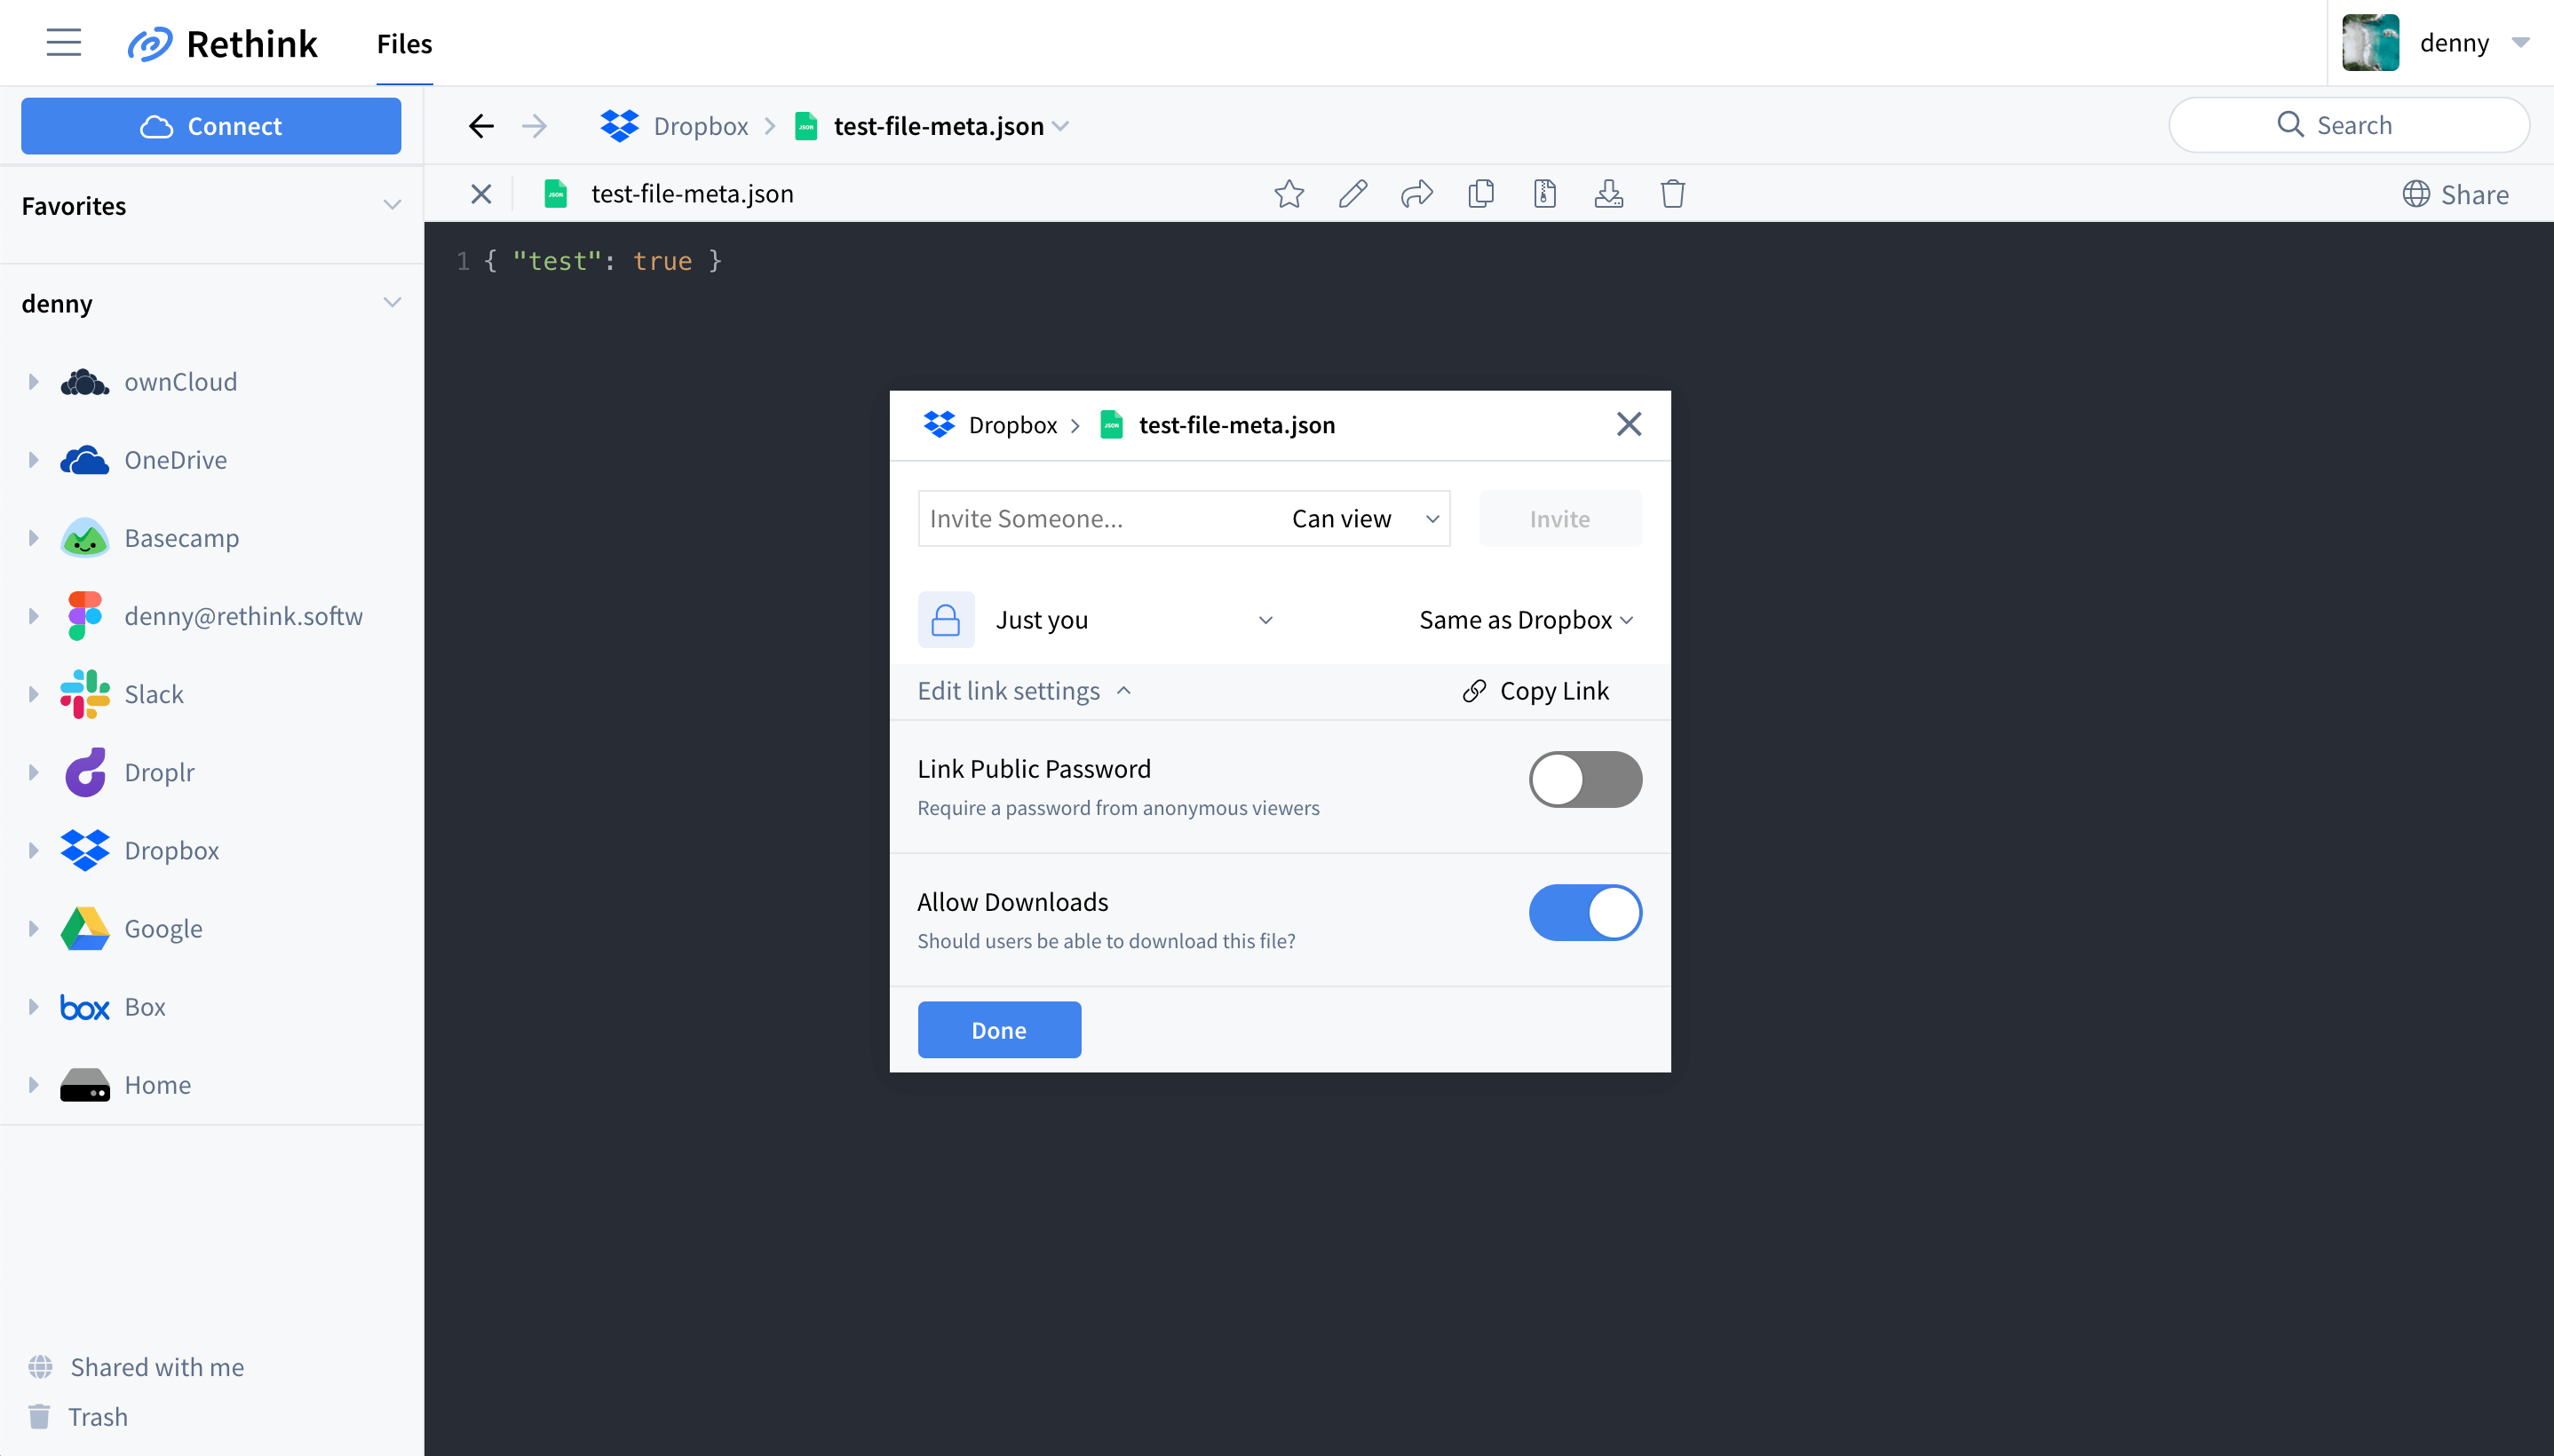 Rethink
Files
denny
Connect
Dropbox
test-file-meta.json
Search
Favorites
test-file-meta.json
Share
1 { "test": true }
denny
ownCloud
OneDrive
Basecamp
denny@rethink.softw
Slack
Droplr
Dropbox
Google
box Box
Home
Shared with me
Trash
Dropbox
test-file-meta.json
Invite Someone...
Can view
Invite
Just you
Same as Dropbox
Edit link settings
Copy Link
Link Public Password
Require a password from anonymous viewers
Allow Downloads
Should users be able to download this file?
Done